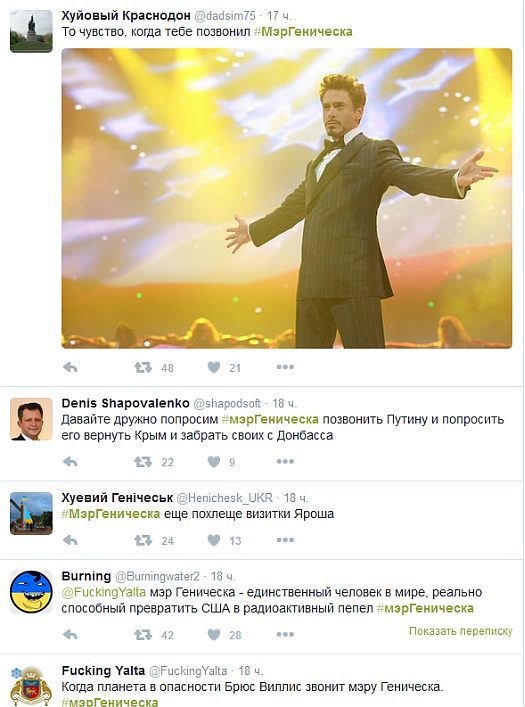 Хуйовый Краснодон @dadsim75 · 17 ч.
То чувство, когда тебе позвонил #МэрГеническа
48 21 •••
Denis Shapovalenko @shapodsoft · 18 ч.
Давайте дружно попросим #мэрГеническа позвонить Путину и попросить
его вернуть Крым и забрать своих с Донбасса
22 9 •••
Хуевий Генічеськ @Henichesk_UKR · 18 ч.
#МэрГеническа еще похлеще визитки Яроша
24 13 •••
Burning @Burningwater2 · 18 ч.
@FuckingYalta мэр Геническа - единственный человек в мире, реально
способный превратить США в радиоактивный пепел #мэрГеническа
42 28 ••• Показать переписку
Fucking Yalta @FuckingYalta · 18 ч.
Когда планета в опасности Брюс Виллис звонит мэру Геническа.
#мэрГеническа